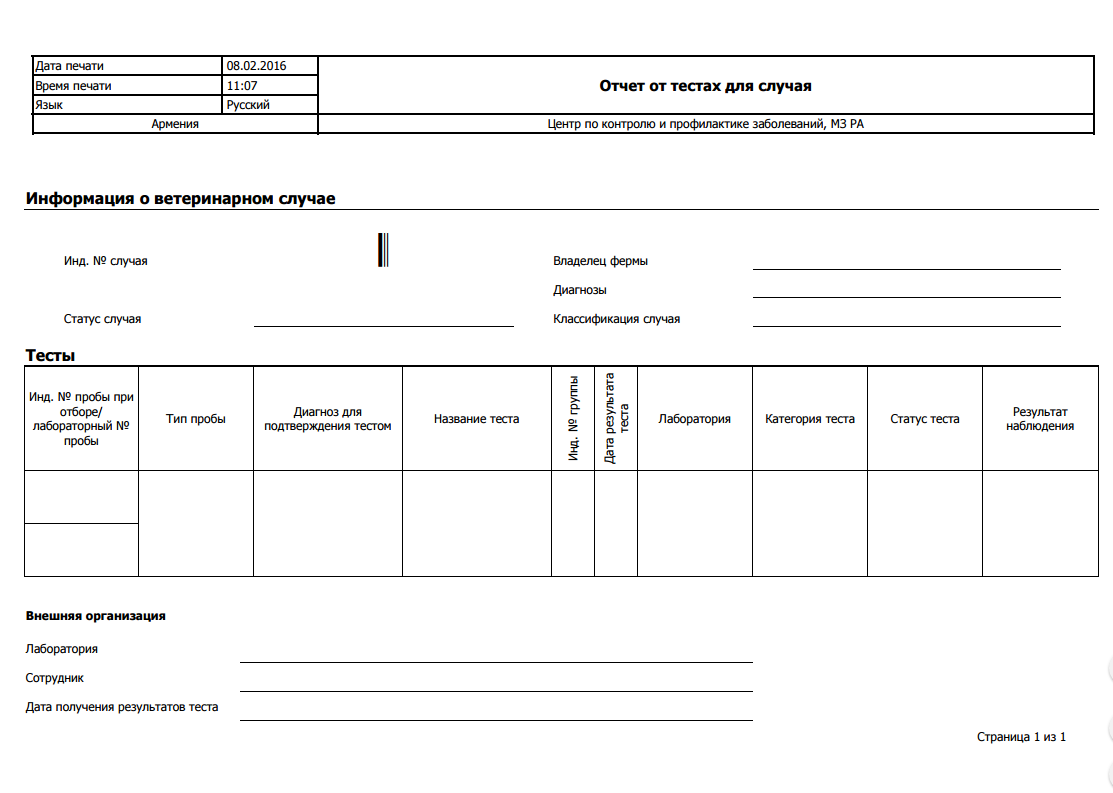 Дата печати 08.02.2016
Время печати 11:07
Язык Русский
Отчет от тестах для случая
Армения Центр по контролю и профилактике заболеваний, МЗ РА
Информация о ветеринарном случае
Инд. № случая Владелец фермы
Диагнозы
Статус случая Классификация случая
Тесты
Инд. № пробы при
отборе/
лабораторный №
пробы
Тип пробы
Диагноз для
подтверждения тестом
Название теста
Инд. № группы
Дата результата
теста
Лаборатория
Категория теста
Статус теста
Результат
наблюдения
Внешняя организация
Лаборатория
Сотрудник
Дата получения результатов теста
Страница 1 из 1